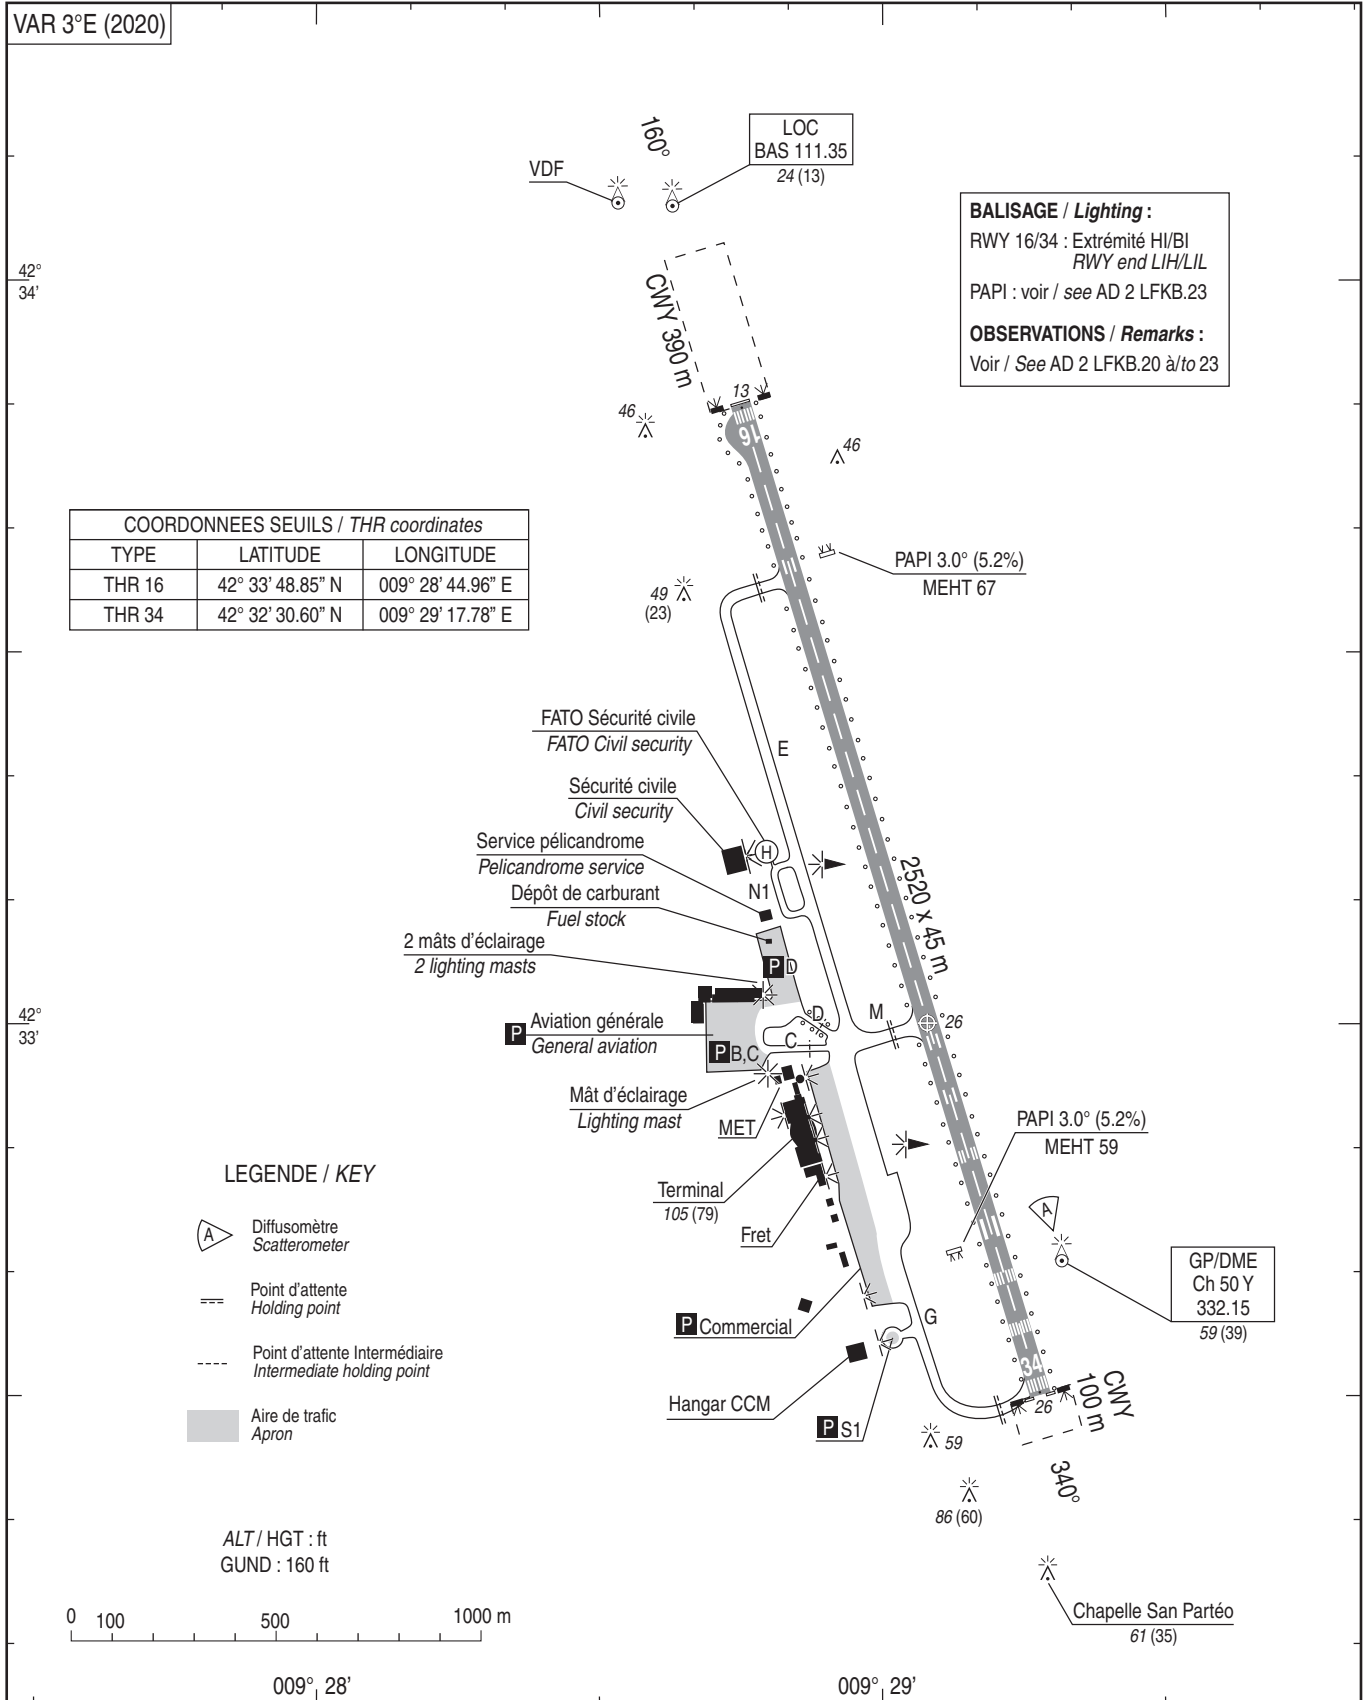 VAR 3°E (2020)
160°
LOC
BAS 111.35
24 (13)
VDF
BALISAGE / Lighting :
RWY 16/34 : Extrémité HI/BI
RWY end LIH/LIL
PAPI : voir / see AD 2 LFKB.23
OBSERVATIONS / Remarks :
Voir / See AD 2 LFKB.20 à/to 23
42°
34'
CWY 390 m
13
46
16
46
COORDONNEES SEUILS / THR coordinates
TYPE LATITUDE LONGITUDE
THR 16 42° 33' 48.85" N 009° 28' 44.96" E
THR 34 42° 32' 30.60" N 009° 29' 17.78" E
PAPI 3.0° (5.2%)
MEHT 67
49
(23)
FATO Sécurité civile
FATO Civil security
E
Sécurité civile
Civil security
H
Service pélicandrome
Pelicandrome service
2520 x 45 m
N1
Dépôt de carburant
Fuel stock
2 mâts d'éclairage
2 lighting masts
P D
42°
33'
D
M
26
P Aviation générale
General aviation
C
P B,C
Mât d'éclairage
Lighting mast
MET
PAPI 3.0° (5.2%)
MEHT 59
LEGENDE / KEY
Terminal
105 (79)
A
A Diffusomètre
Scatterometer
Fret
GP/DME
Ch 50 Y
332.15
59 (39)
Point d'attente
Holding point
P Commercial
G
Point d'attente Intermédiaire
Intermediate holding point
34
CWY
100 m
Hangar CCM
26
Aire de trafic
Apron
P S1
59
340°
86 (60)
ALT / HGT : ft
GUND : 160 ft
Chapelle San Partéo
61 (35)
0 100 500 1000 m
009° 28' 009° 29'